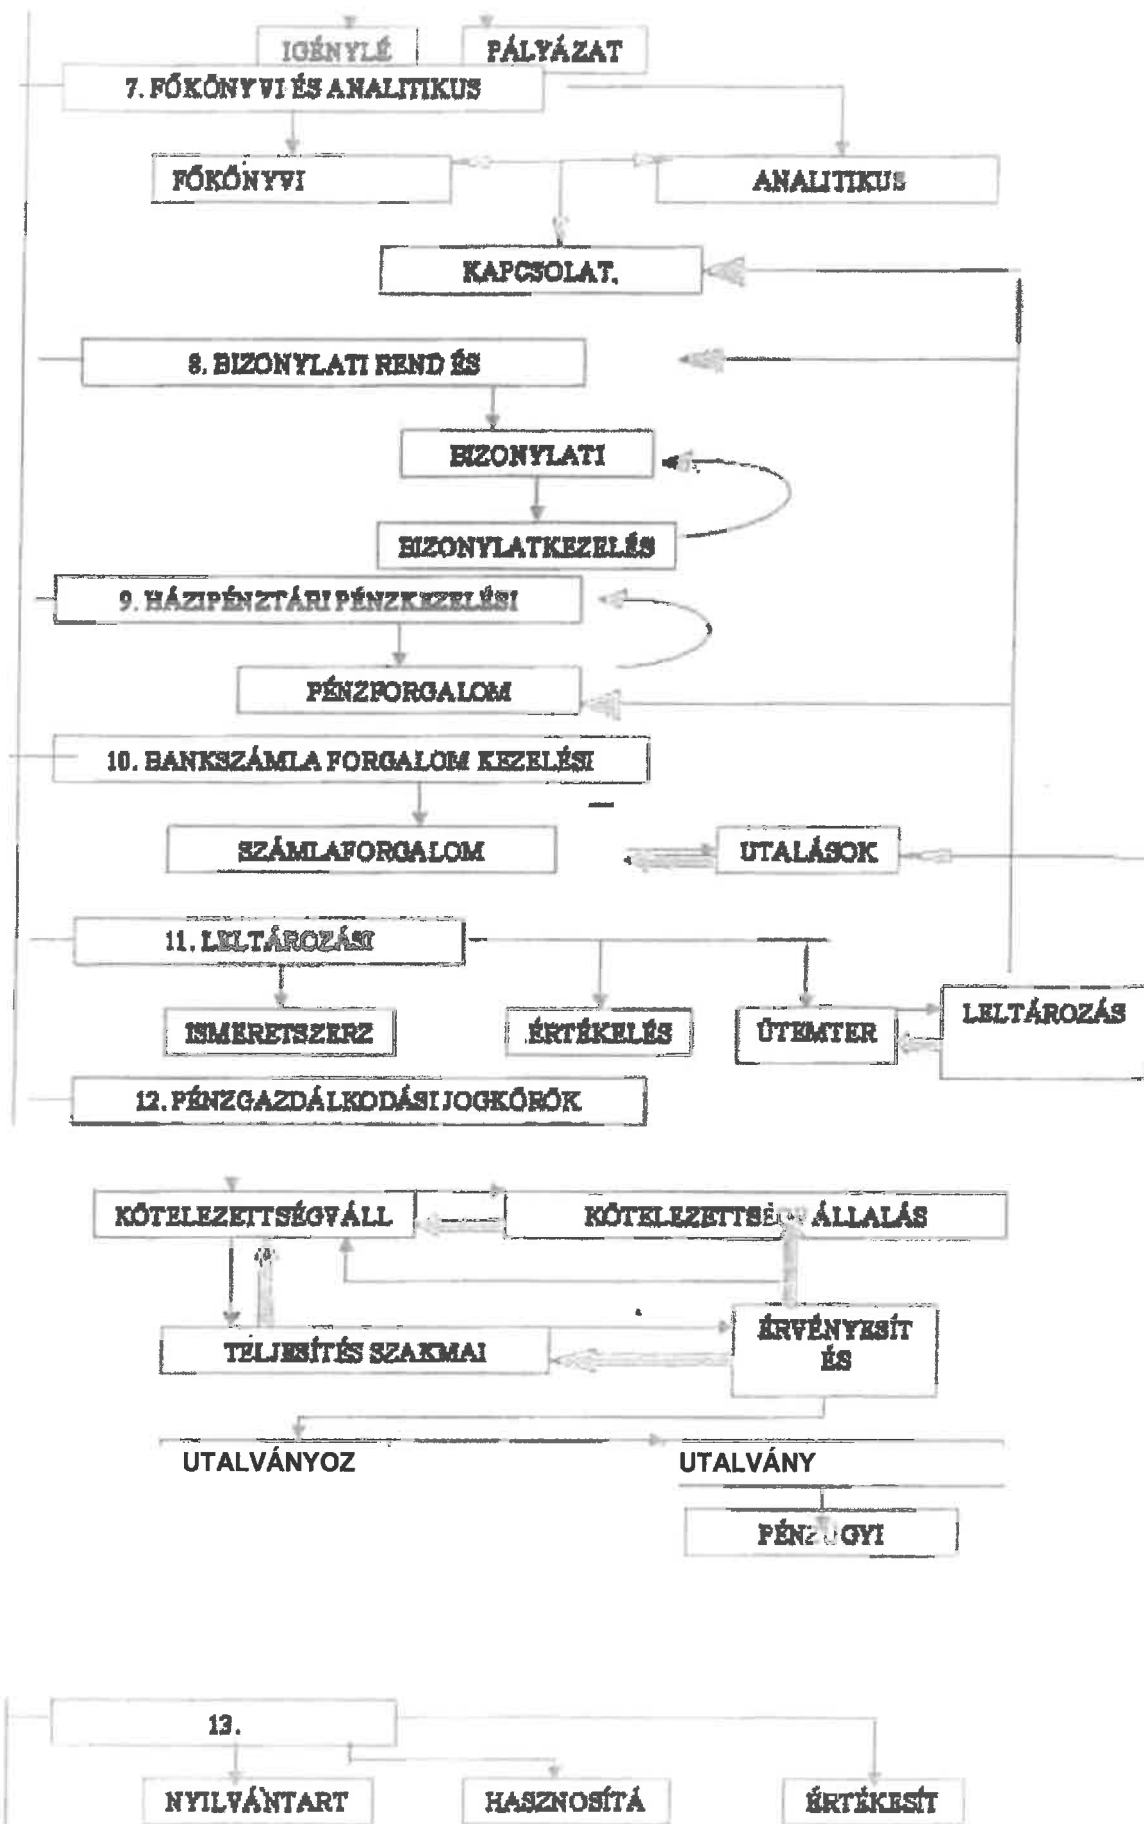 IGÉNYLÉ
PÁLYÁZAT
7. FŐKÖNYVI ÉS ANALITIKUS
FŐKÖNYVI
ANALITIKUS
KAPCSOLAT.
8. BIZONYLATI REND ÉS
BIZONYLATI
BIZONYLATKEZELÉS
9. HÁZIPÉNZTÁRI PÉNZKEZELÉSI
PÉNZFORGALOM
10. BANKSZÁMLA FORGALOM KEZELÉSI
SZÁMLAFORGALOM
UTALÁSOK
11. LELTÁROZÁSI
ISMERETSZERZ
ÉRTÉKELÉS
ÜTEMTER
LELTÁROZÁS
12. PÉNZGAZDÁLKODÁSI JOGKÖRÖK
KÖTELEZETTSÉGVÁLL
KÖTELEZETTSÉGVÁLLALÁS
TELJESÍTÉS SZAKMAI
ÉRVÉNYESÍT
ÉS
UTALVÁNYOZ
UTALVÁNY
PÉNZÜGYI
13.
NYILVÁNTART
HASZNOSÍTÁ
ÉRTÉKESÍT